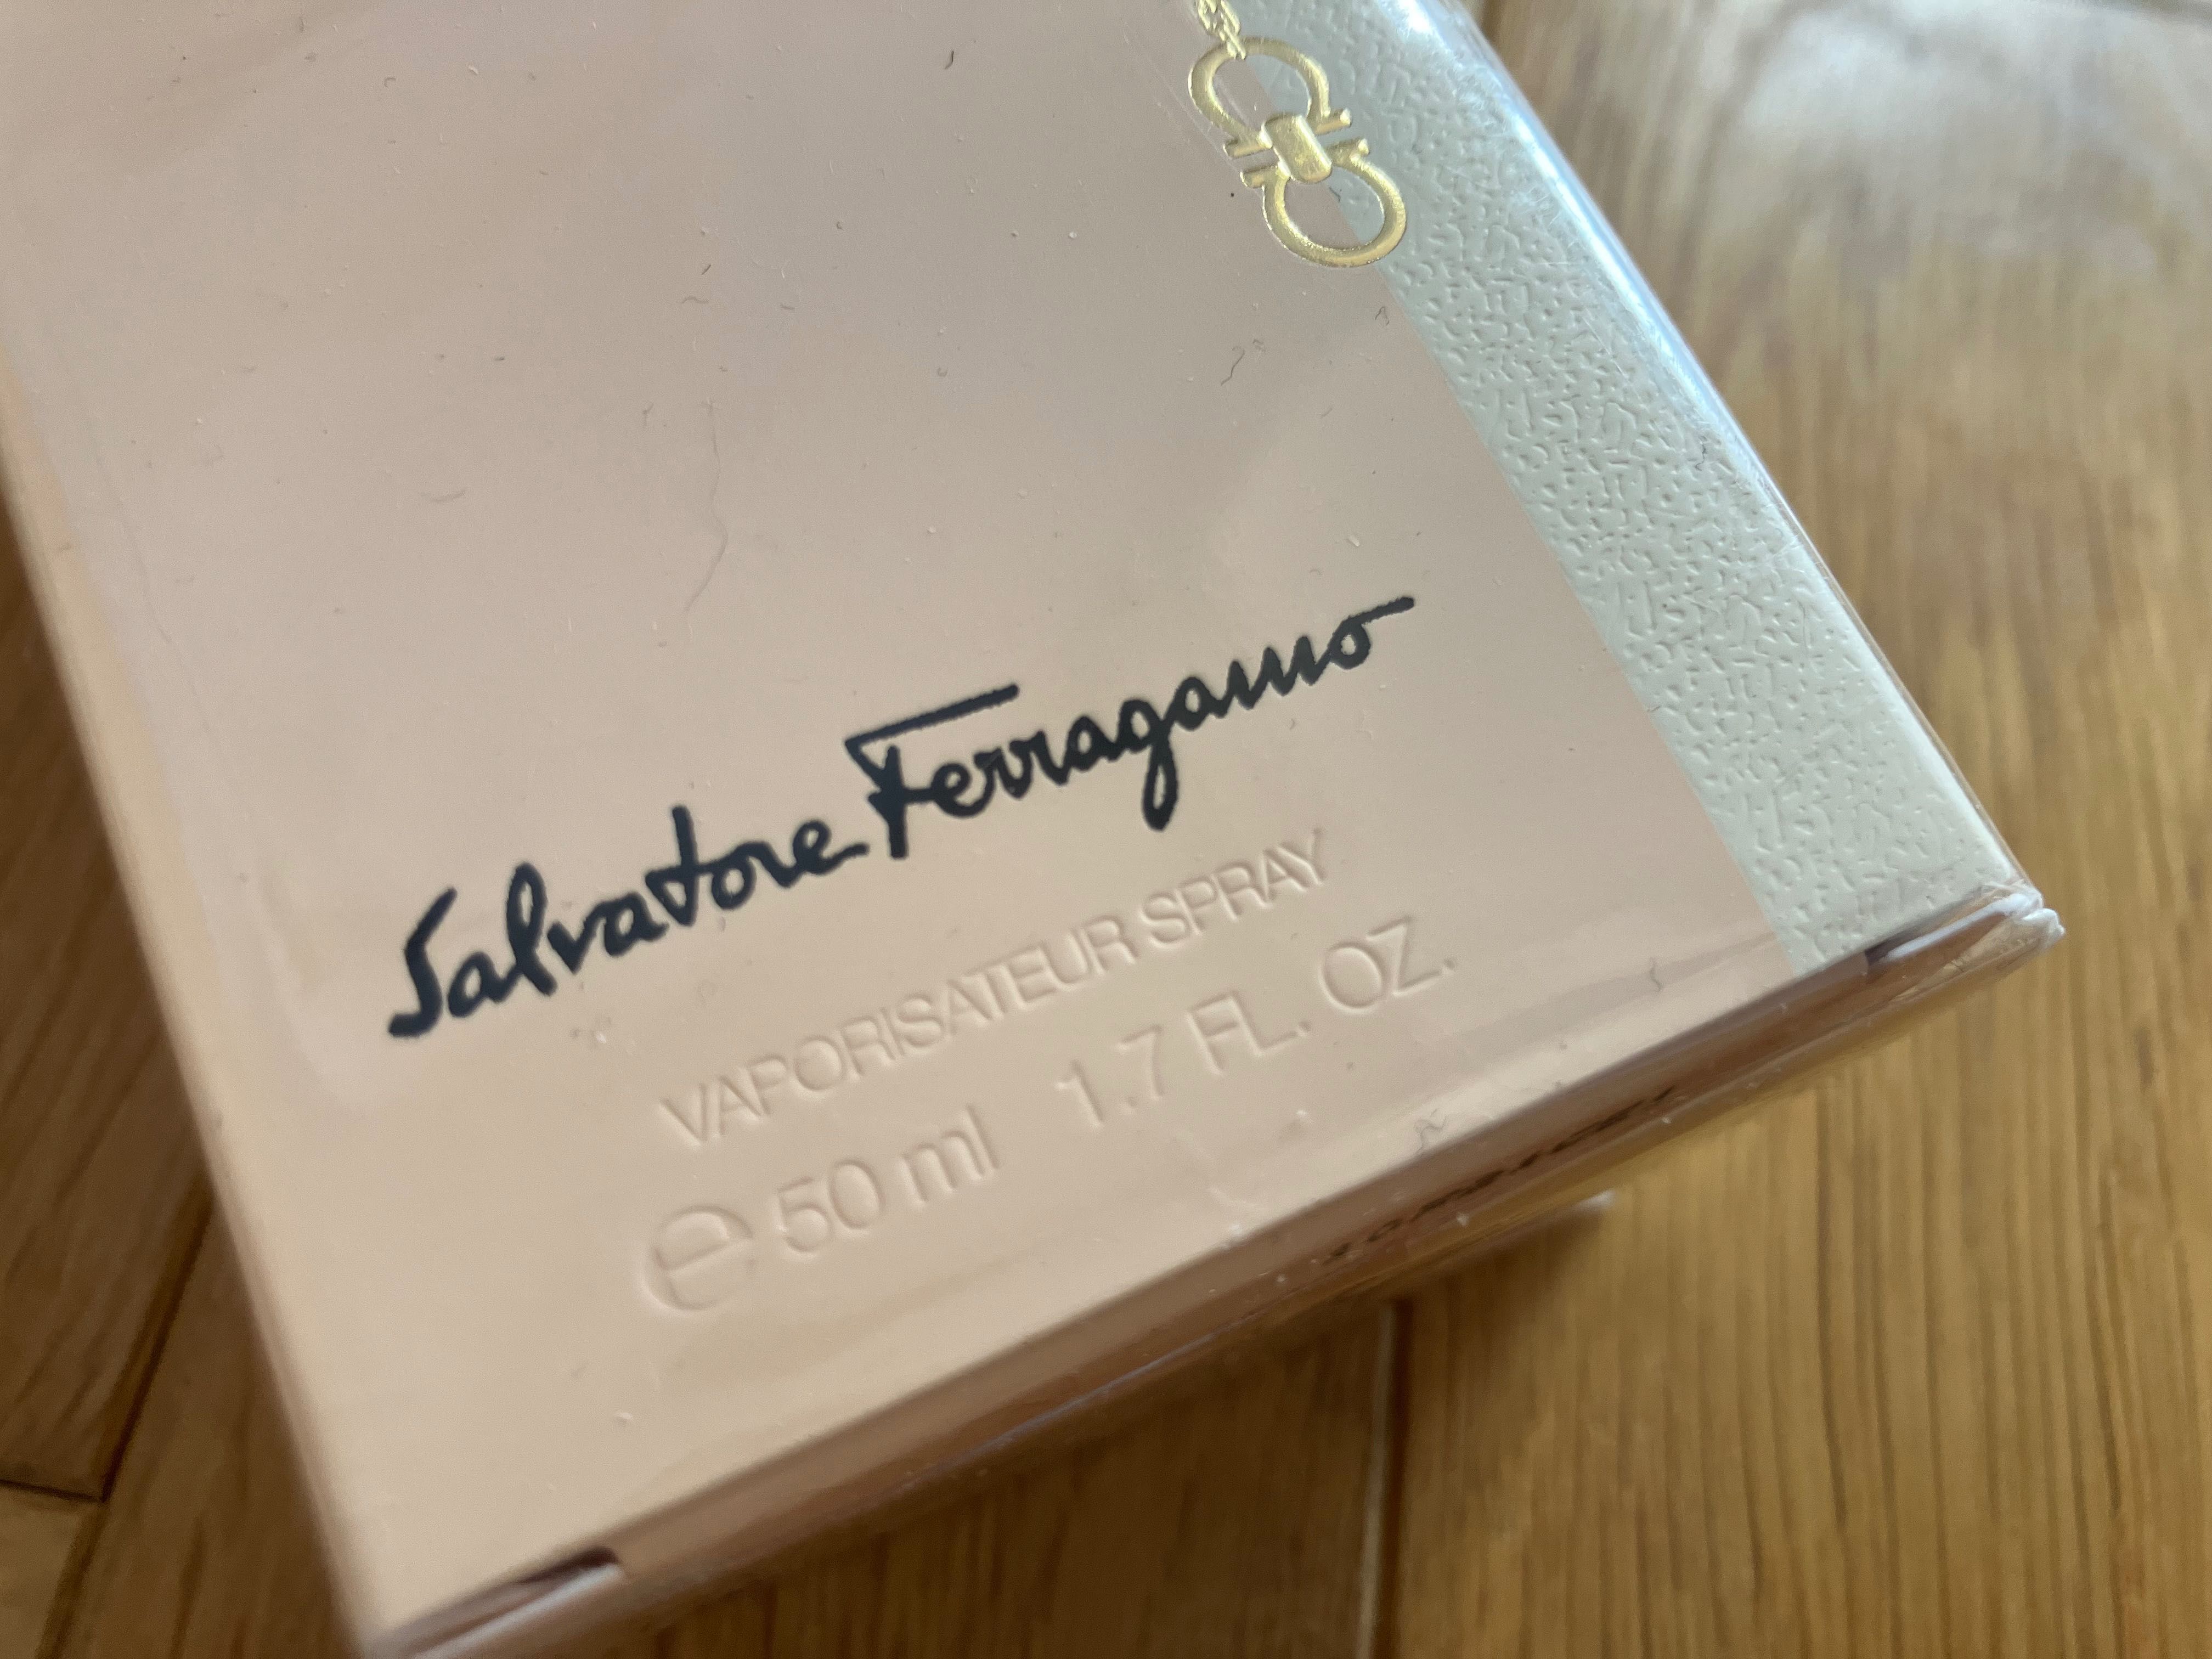 Salvatore Ferragamo
VAPORISATEUR SPRAY
℮ 50 ml 1.7 FL. OZ.